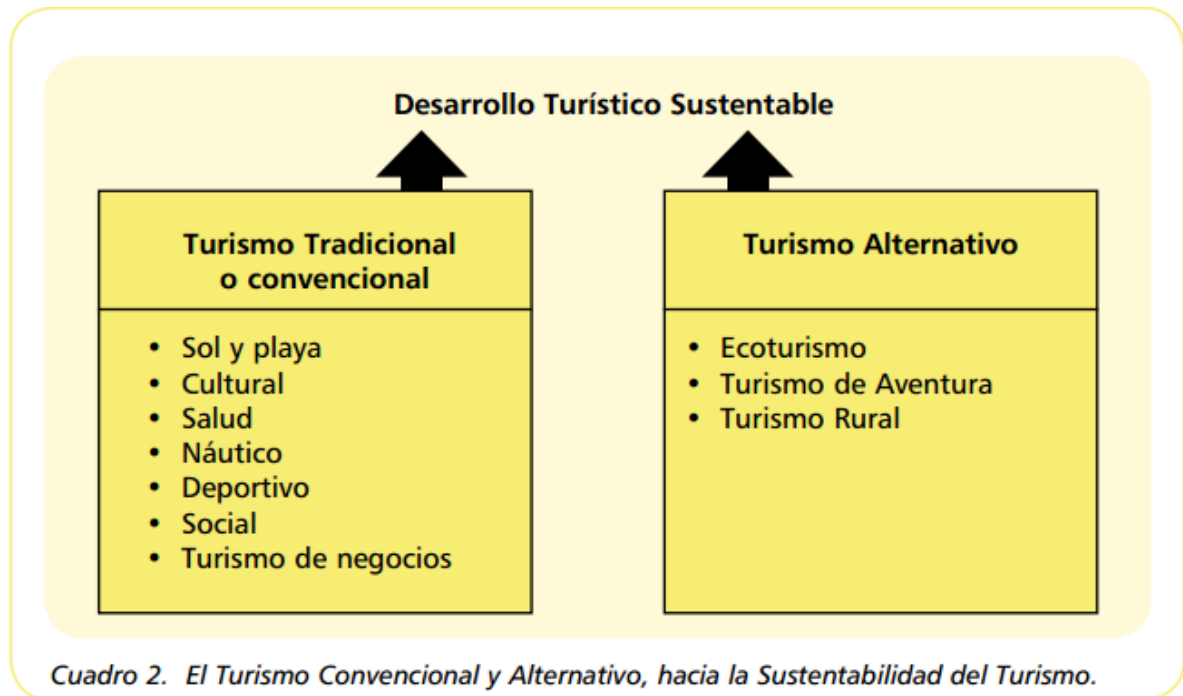 Desarrollo Turístico Sustentable
Turismo Tradicional
o convencional
• Sol y playa
• Cultural
• Salud
• Náutico
• Deportivo
• Social
• Turismo de negocios
Turismo Alternativo
• Ecoturismo
• Turismo de Aventura
• Turismo Rural
Cuadro 2. El Turismo Convencional y Alternativo, hacia la Sustentabilidad del Turismo.